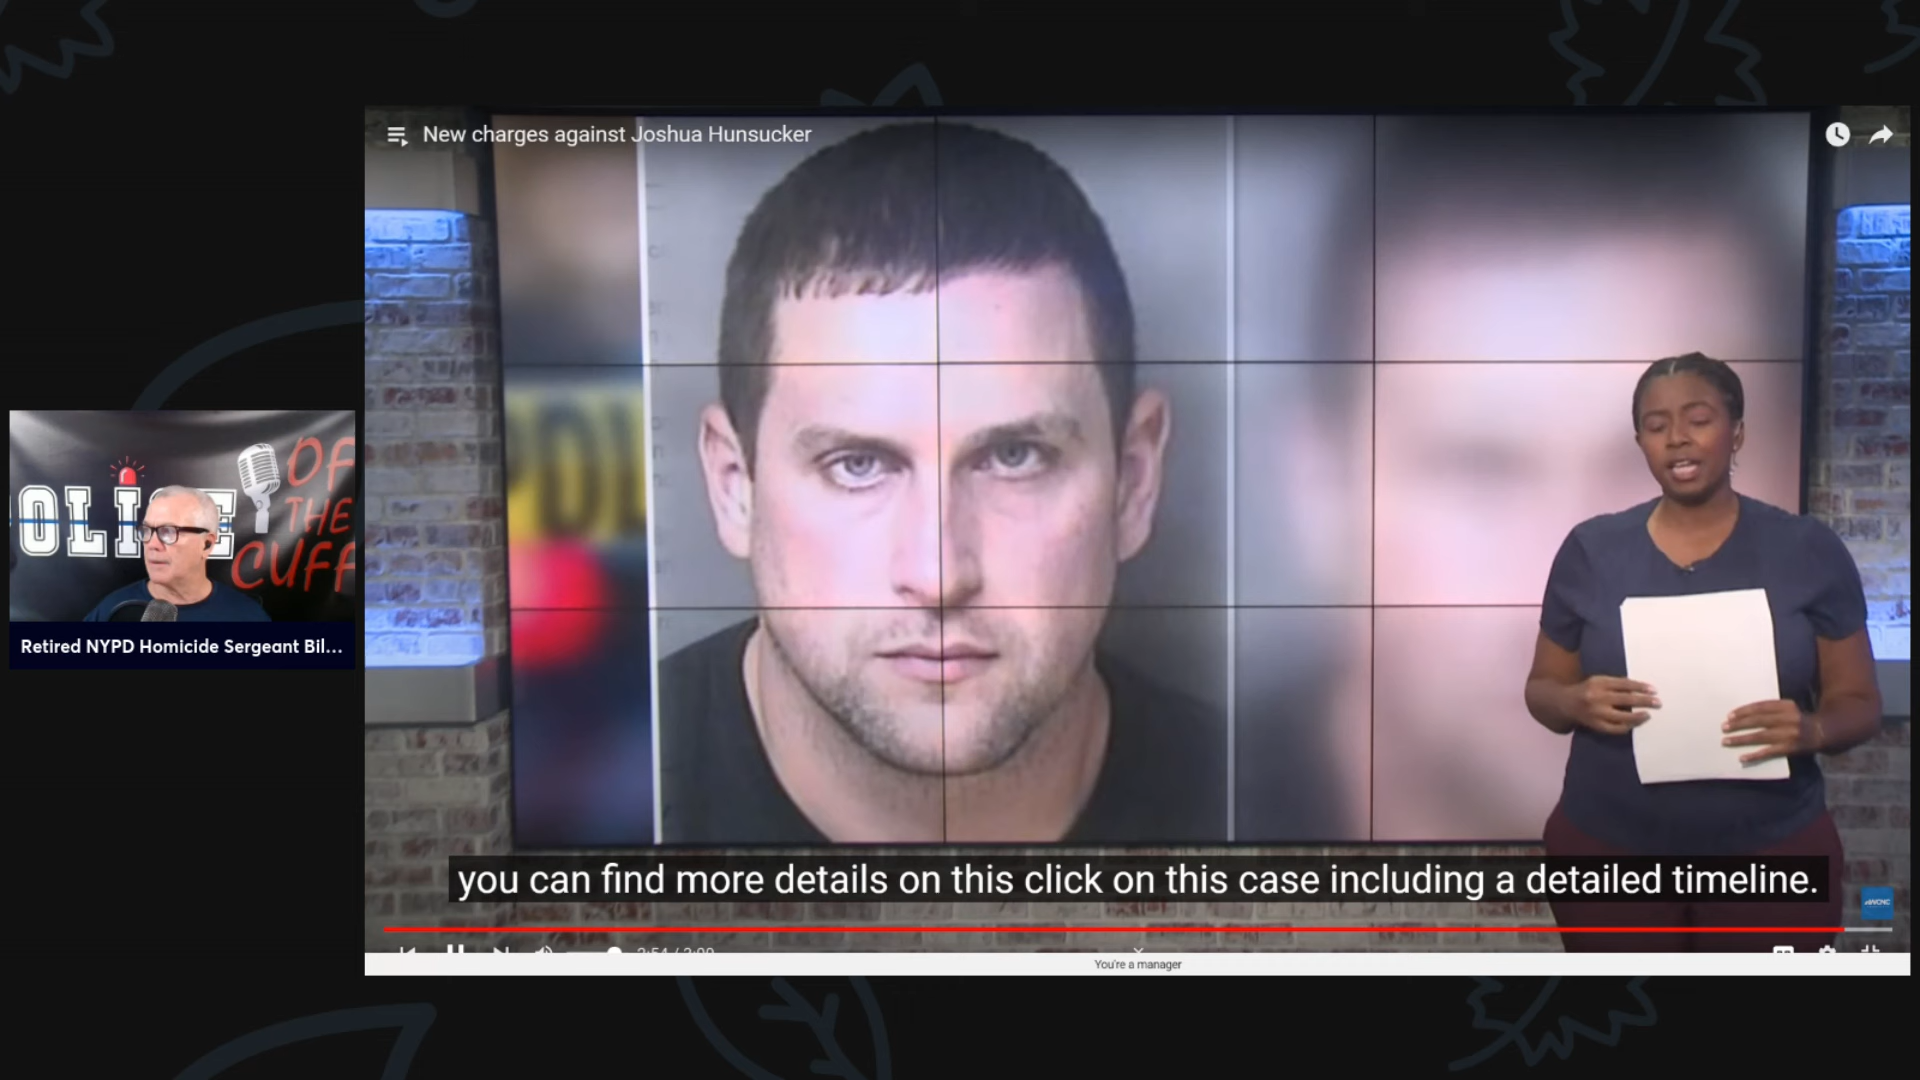 New charges against Joshua Hunsucker
OF
THE
CUFF
Retired NYPD Homicide Sergeant Bil...
you can find more details on this click on this case including a detailed timeline.
You're a manager